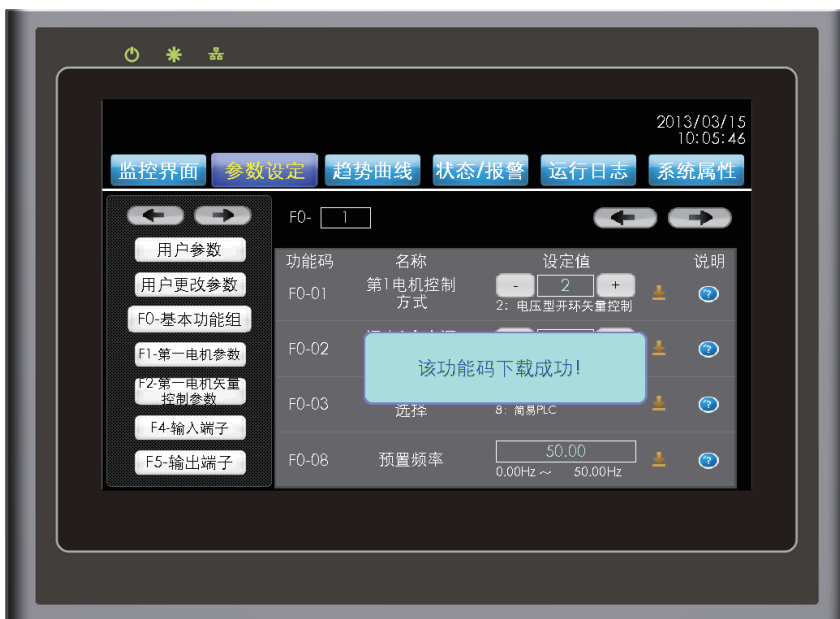 2013/03/15
10:05:46
监控界面 参数设定 趋势曲线 状态/报警 运行日志 系统属性
F0- 1
用户参数
用户更改参数
F0-基本功能组
F1-第一电机参数
F2-第一电机矢量
控制参数
F4-输入端子
F5-输出端子
功能码 名称 设定值 说明
F0-01 第1电机控制
方式
- 2 +
2: 电压型开环矢量控制
F0-02
该功能码下载成功!
F0-03 选择
8: 简易PLC
F0-08 预置频率 50.00
0.00Hz～ 50.00Hz